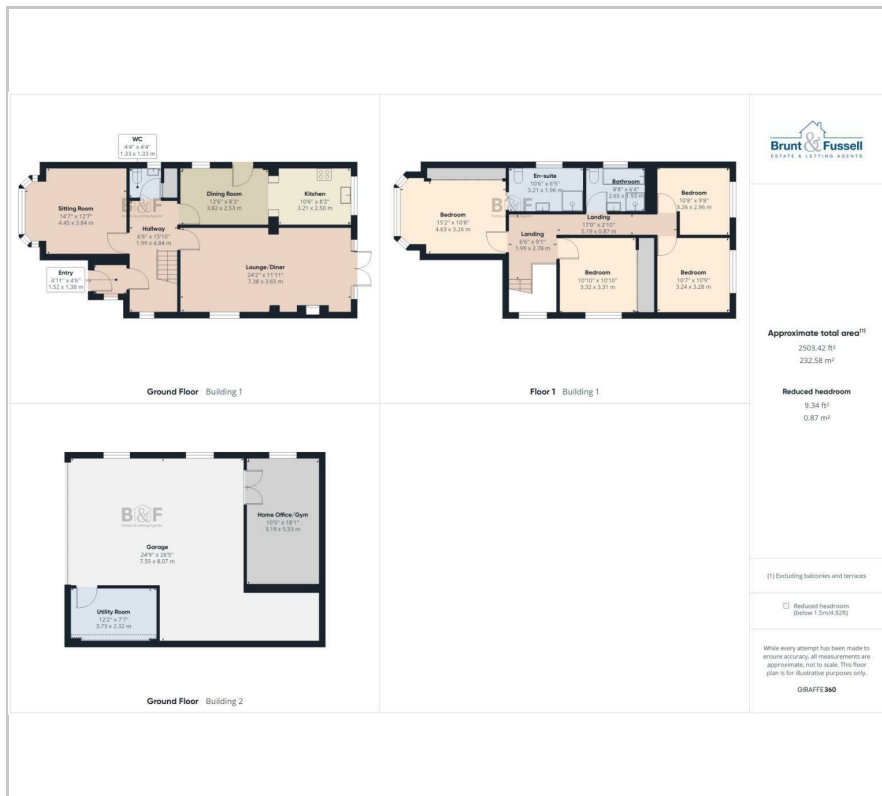 WC
4'4" x 4'4"
1.33 x 1.33 m
Sitting Room
14'7" x 12'7"
4.45 x 3.84 m
Dining Room
12'6" x 8'3"
3.82 x 2.53 m
Kitchen
10'6" x 8'2"
3.21 x 2.50 m
B&F
Estate & Letting Agents
Hallway
6'6" x 15'10"
1.99 x 4.84 m
Entry
4'11" x 4'6"
1.52 x 1.38 m
Lounge/Diner
24'2" x 11'11"
7.38 x 3.65 m
Ground Floor Building 1
En-suite
10'6" x 6'5"
3.21 x 1.96 m
Bathroom
8'8" x 6'4"
2.65 x 1.93 m
Bedroom
10'8" x 9'8"
3.26 x 2.96 m
Bedroom
15'2" x 10'8"
4.63 x 3.26 m
B&F
Estate & Letting Agents
Landing
17'0" x 2'10"
5.19 x 0.87 m
Landing
6'6" x 9'1"
1.99 x 2.78 m
Bedroom
10'10" x 10'10"
3.32 x 3.31 m
Bedroom
10'7" x 10'9"
3.24 x 3.28 m
Floor 1 Building 1
B&F
Estate & Letting Agents
Home Office/Gym
10'5" x 18'1"
3.19 x 5.53 m
Garage
24'9" x 26'5"
7.55 x 8.07 m
Utility Room
12'2" x 7'7"
3.73 x 2.32 m
Ground Floor Building 2
Brunt & Fussell
ESTATE & LETTING AGENTS
Approximate total area(1)
2503.42 ft²
232.58 m²
Reduced headroom
9.34 ft²
0.87 m²
(1) Excluding balconies and terraces
Reduced headroom
(below 1.5m/4.92ft)
While every attempt has been made to
ensure accuracy, all measurements are
approximate, not to scale. This floor
plan is for illustrative purposes only.
GIRAFFE360